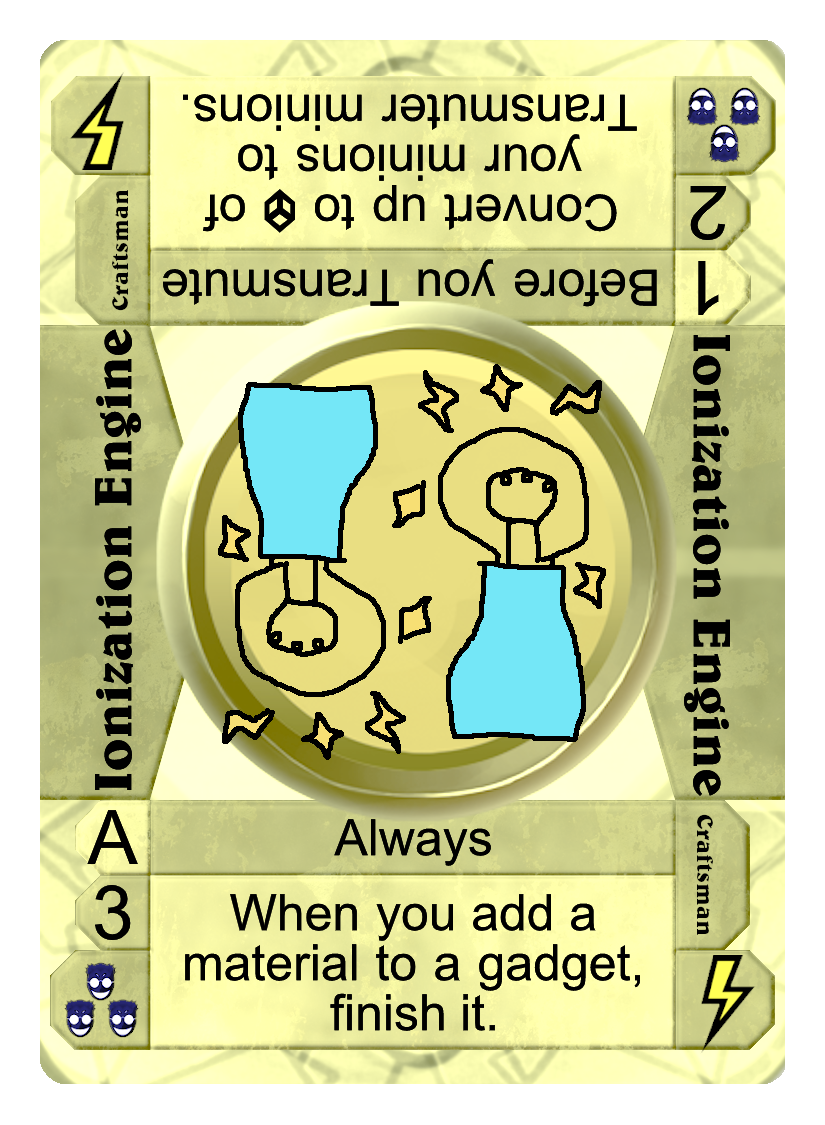 Transmuter minions.
your minions to
Convert up to of
2
Before you Transmute
1
craftsman
Ionization Engine
Ionization Engine
craftsman
A
Always
3
When you add a
material to a gadget,
finish it.